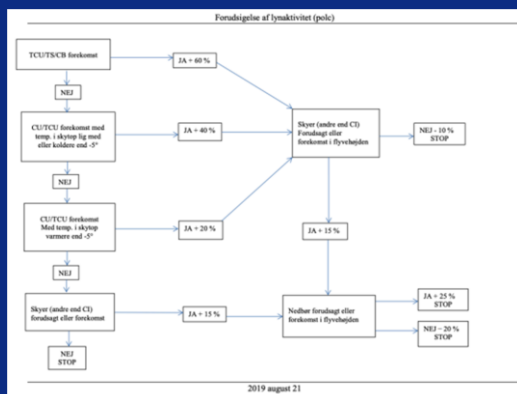 Forudsigelse af lynaktivitet (polc)
TCU/TS/CB forekomst
JA + 60 %
NEJ
CU/TCU forekomst med
temp. i skytop lig med
eller koldere end -5°
JA + 40 %
Skyer (andre end CI)
Forudsagt eller
forekomst i flyvehøjden
NEJ - 10 %
STOP
NEJ
CU/TCU forekomst
Med temp. i skytop
varmere end -5°
JA + 20 %
JA + 15 %
NEJ
Skyer (andre end CI)
forudsagt eller forekomst
JA + 15 %
Nedbør forudsagt eller
forekomst i flyvehøjden
JA + 25 %
STOP
NEJ – 20 %
STOP
NEJ
STOP
2019 august 21